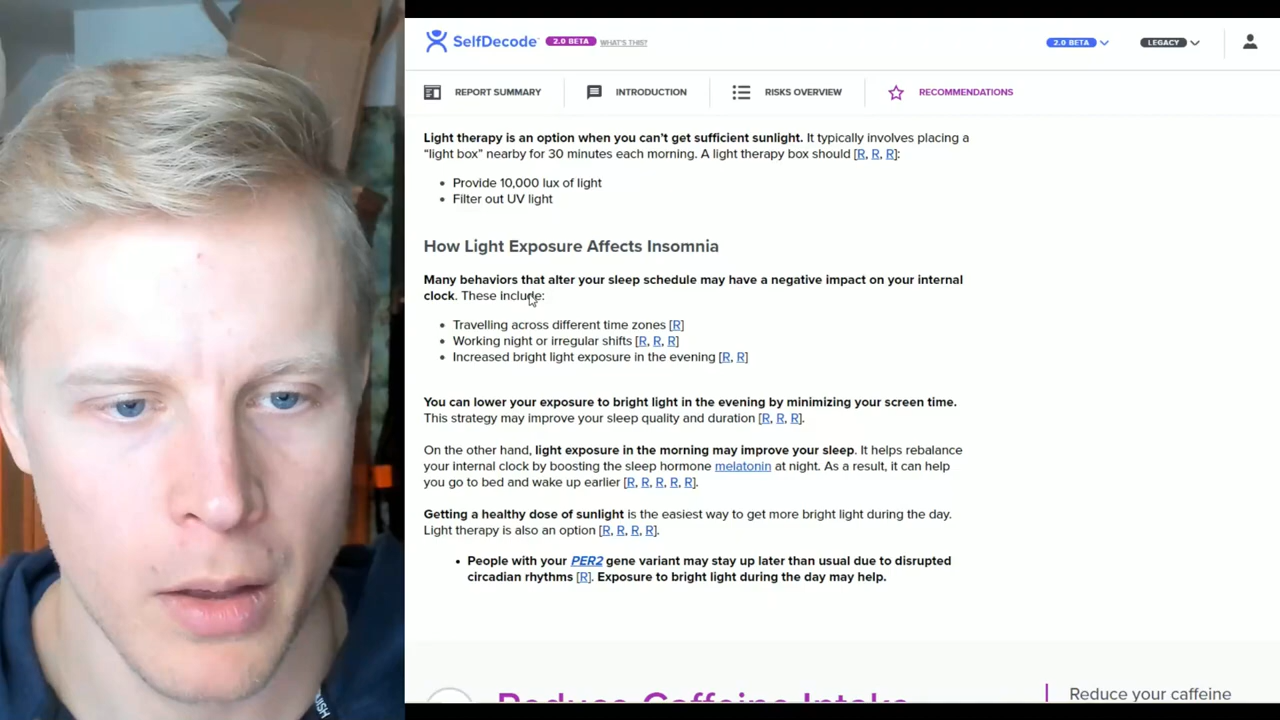 SelfDecode 2.0 BETA WHAT'S THIS? 2.0 BETA LEGACY
REPORT SUMMARY INTRODUCTION RISKS OVERVIEW RECOMMENDATIONS
Light therapy is an option when you can't get sufficient sunlight. It typically involves placing a
“light box” nearby for 30 minutes each morning. A light therapy box should [R, R, R]:
• Provide 10,000 lux of light
• Filter out UV light
How Light Exposure Affects Insomnia
Many behaviors that alter your sleep schedule may have a negative impact on your internal
clock. These include:
• Travelling across different time zones [R]
• Working night or irregular shifts [R, R, R]
• Increased bright light exposure in the evening [R, R]
You can lower your exposure to bright light in the evening by minimizing your screen time.
This strategy may improve your sleep quality and duration [R, R, R].
On the other hand, light exposure in the morning may improve your sleep. It helps rebalance
your internal clock by boosting the sleep hormone melatonin at night. As a result, it can help
you go to bed and wake up earlier [R, R, R, R, R].
Getting a healthy dose of sunlight is the easiest way to get more bright light during the day.
Light therapy is also an option [R, R, R, R].
• People with your PER2 gene variant may stay up later than usual due to disrupted
circadian rhythms [R]. Exposure to bright light during the day may help.
Reduce Caffeine Intake
Reduce your caffeine